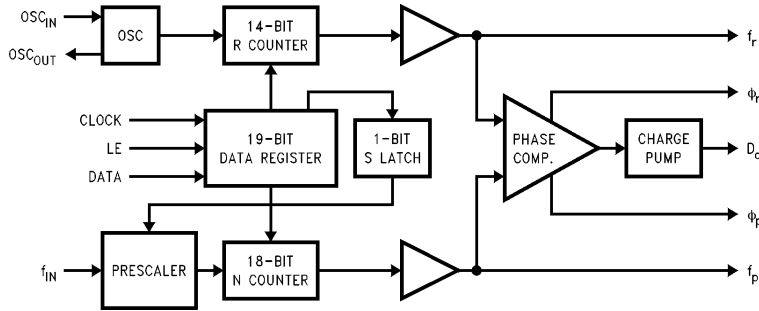 OSC_IN
OSC_OUT
OSC
14-BIT
R COUNTER
f_r
ϕ_r
CLOCK
LE
DATA
19-BIT
DATA REGISTER
1-BIT
S LATCH
PHASE
COMP.
CHARGE
PUMP
D_o
ϕ_p
f_IN
PRESCALER
18-BIT
N COUNTER
f_p